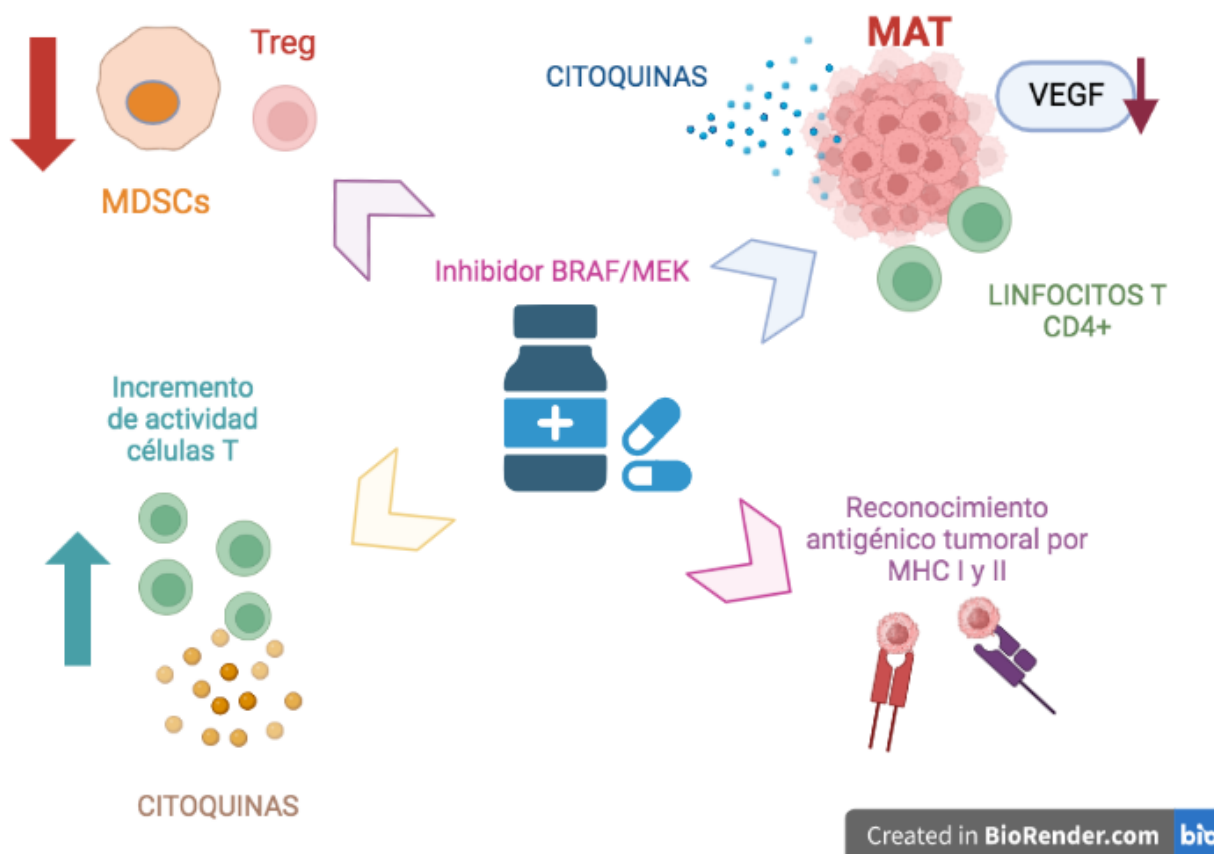 Treg
MDSCs
MAT
CITOQUINAS
VEGF
LINFOCITOS T
CD4+
Inhibidor BRAF/MEK
Incremento
de actividad
células T
CITOQUINAS
Reconocimiento
antigénico tumoral por
MHC I y II
Created in BioRender.com bio